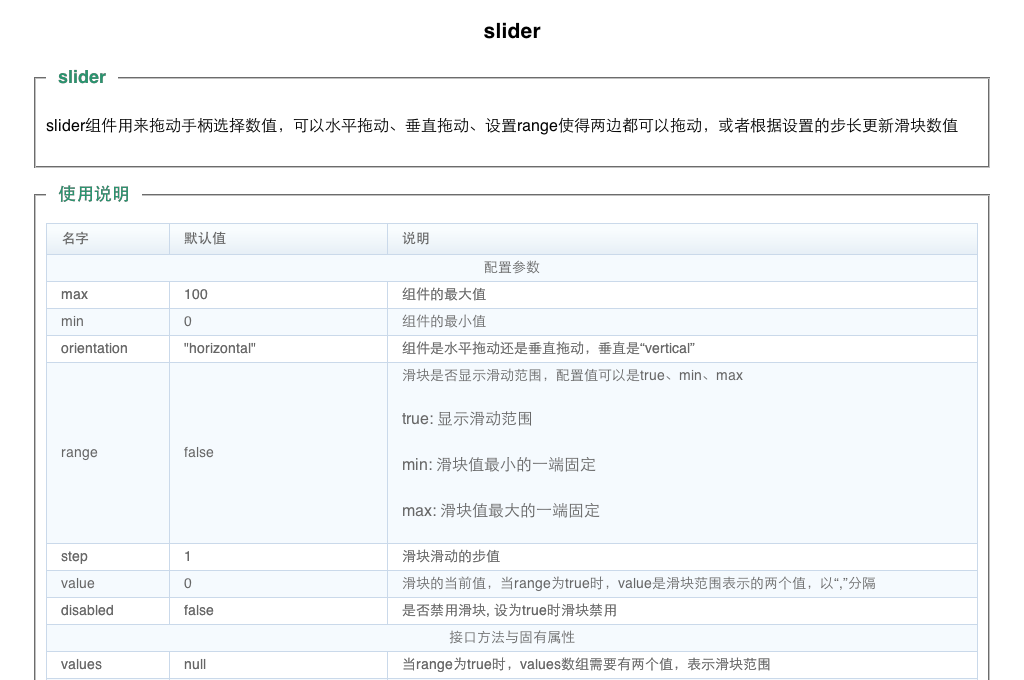 slider
slider
slider组件用来拖动手柄选择数值，可以水平拖动、垂直拖动、设置range使得两边都可以拖动，或者根据设置的步长更新滑块数值
使用说明
名字 默认值 说明
配置参数
max 100 组件的最大值
min 0 组件的最小值
orientation "horizontal" 组件是水平拖动还是垂直拖动，垂直是“vertical”
滑块是否显示滑动范围，配置值可以是true、min、max
true: 显示滑动范围
range false
min: 滑块值最小的一端固定
max: 滑块值最大的一端固定
step 1 滑块滑动的步值
value 0 滑块的当前值，当range为true时，value是滑块范围表示的两个值，以“,”分隔
disabled false 是否禁用滑块, 设为true时滑块禁用
接口方法与固有属性
values null 当range为true时，values数组需要有两个值，表示滑块范围